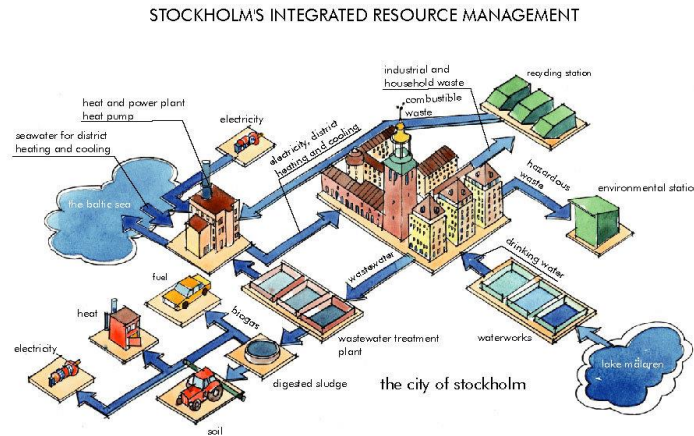 STOCKHOLM'S INTEGRATED RESOURCE MANAGEMENT
industrial and
household waste
recycling station
heat and power plant
heat pump
combustible
waste
electricity
seawater for district
heating and cooling
electricity, district
heating and cooling
hazardous
waste
the baltic sea
environmental statio
drinking water
wastewater
fuel
biogas
heat
wastewater treatment
plant
waterworks
electricity
lake mälaren
digested sludge
the city of stockholm
soil